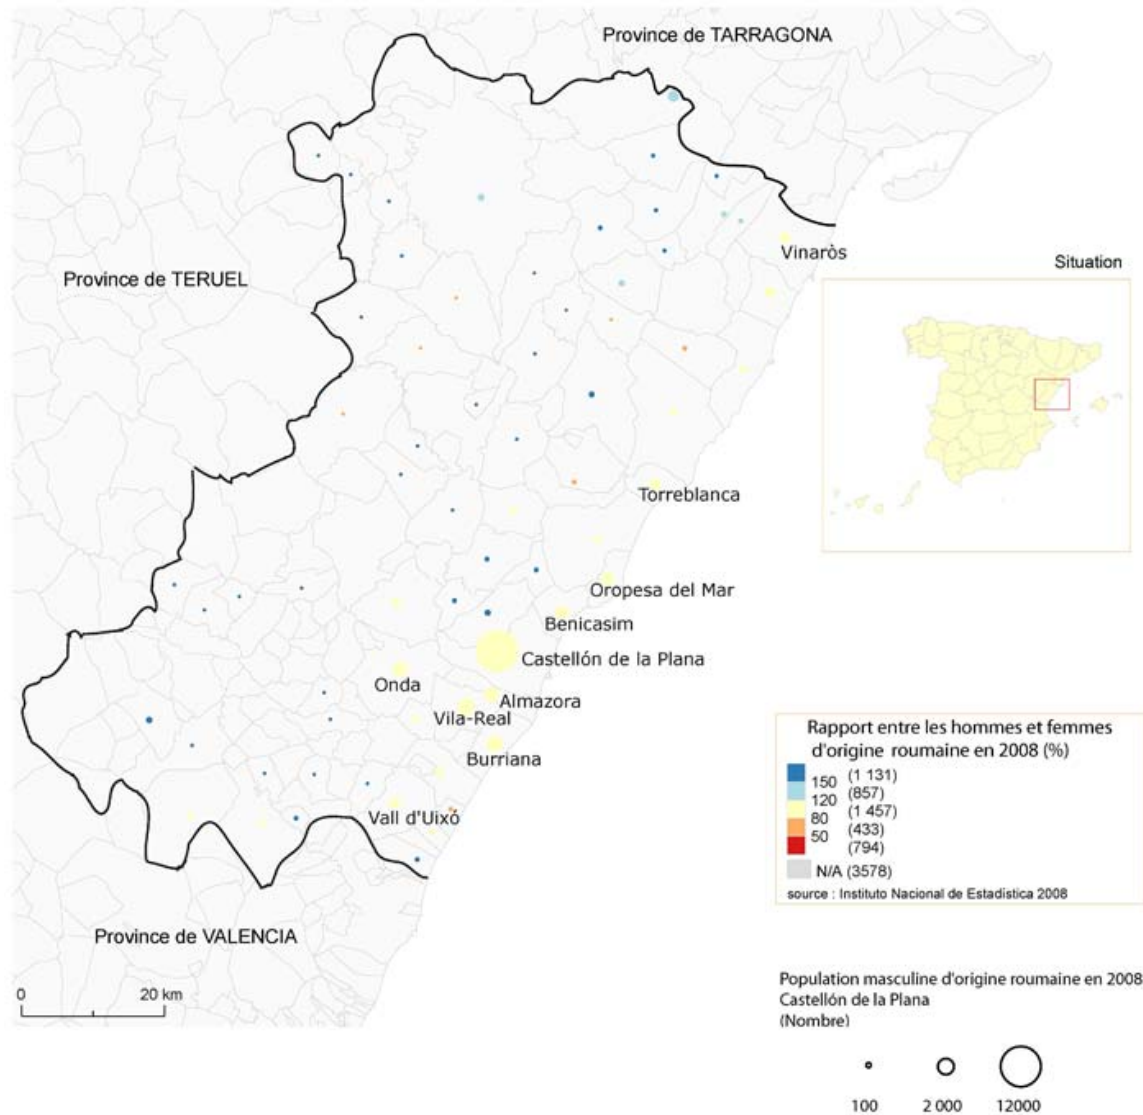 Province de TARRAGONA
Vinaròs
Situation
Province de TERUEL
Torreblanca
Oropesa del Mar
Benicasim
Castellón de la Plana
Onda
Almazora
Vila-Real
Burriana
Vall d'Uixó
Province de VALENCIA
0 20 km
Rapport entre les hommes et femmes
d'origine roumaine en 2008 (%)
150 (1 131)
120 (857)
80 (1 457)
50 (433)
(794)
N/A (3578)
source : Instituto Nacional de Estadistica 2008
Population masculine d'origine roumaine en 2008
Castellón de la Plana
(Nombre)
100 2 000 12000